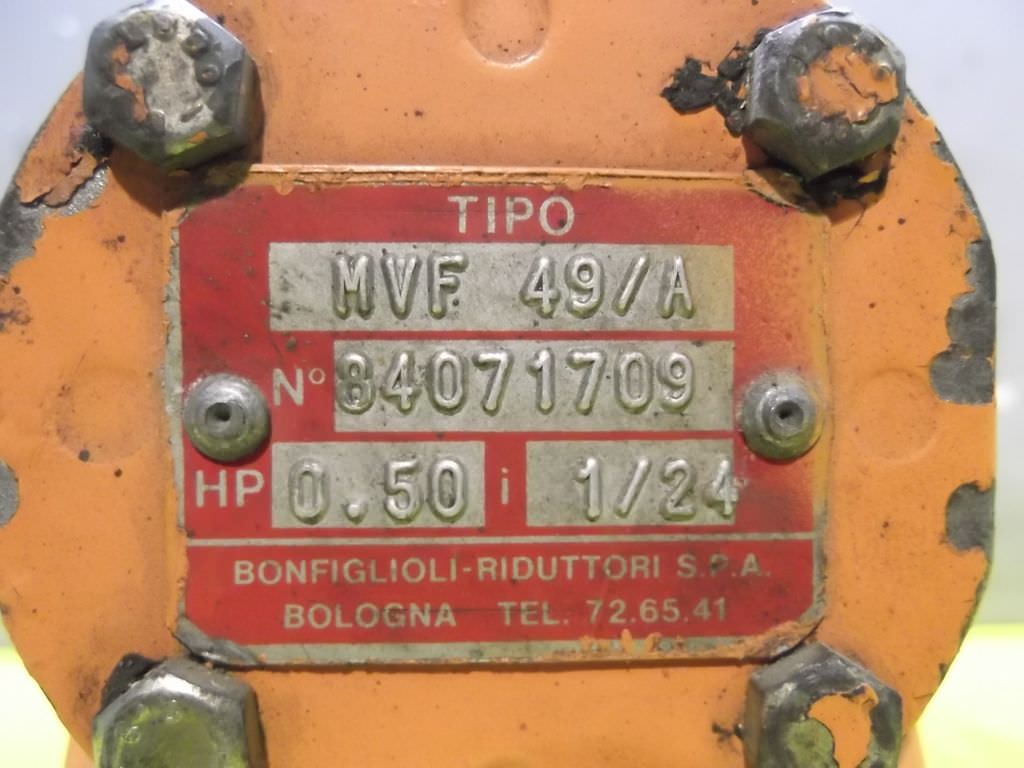 TIPO
MVF 49/A
N° 84071709
HP 0.50 i 1/24
BONFIGLIOLI-RIDUTTORI S.P.A.
BOLOGNA TEL. 72.65.41